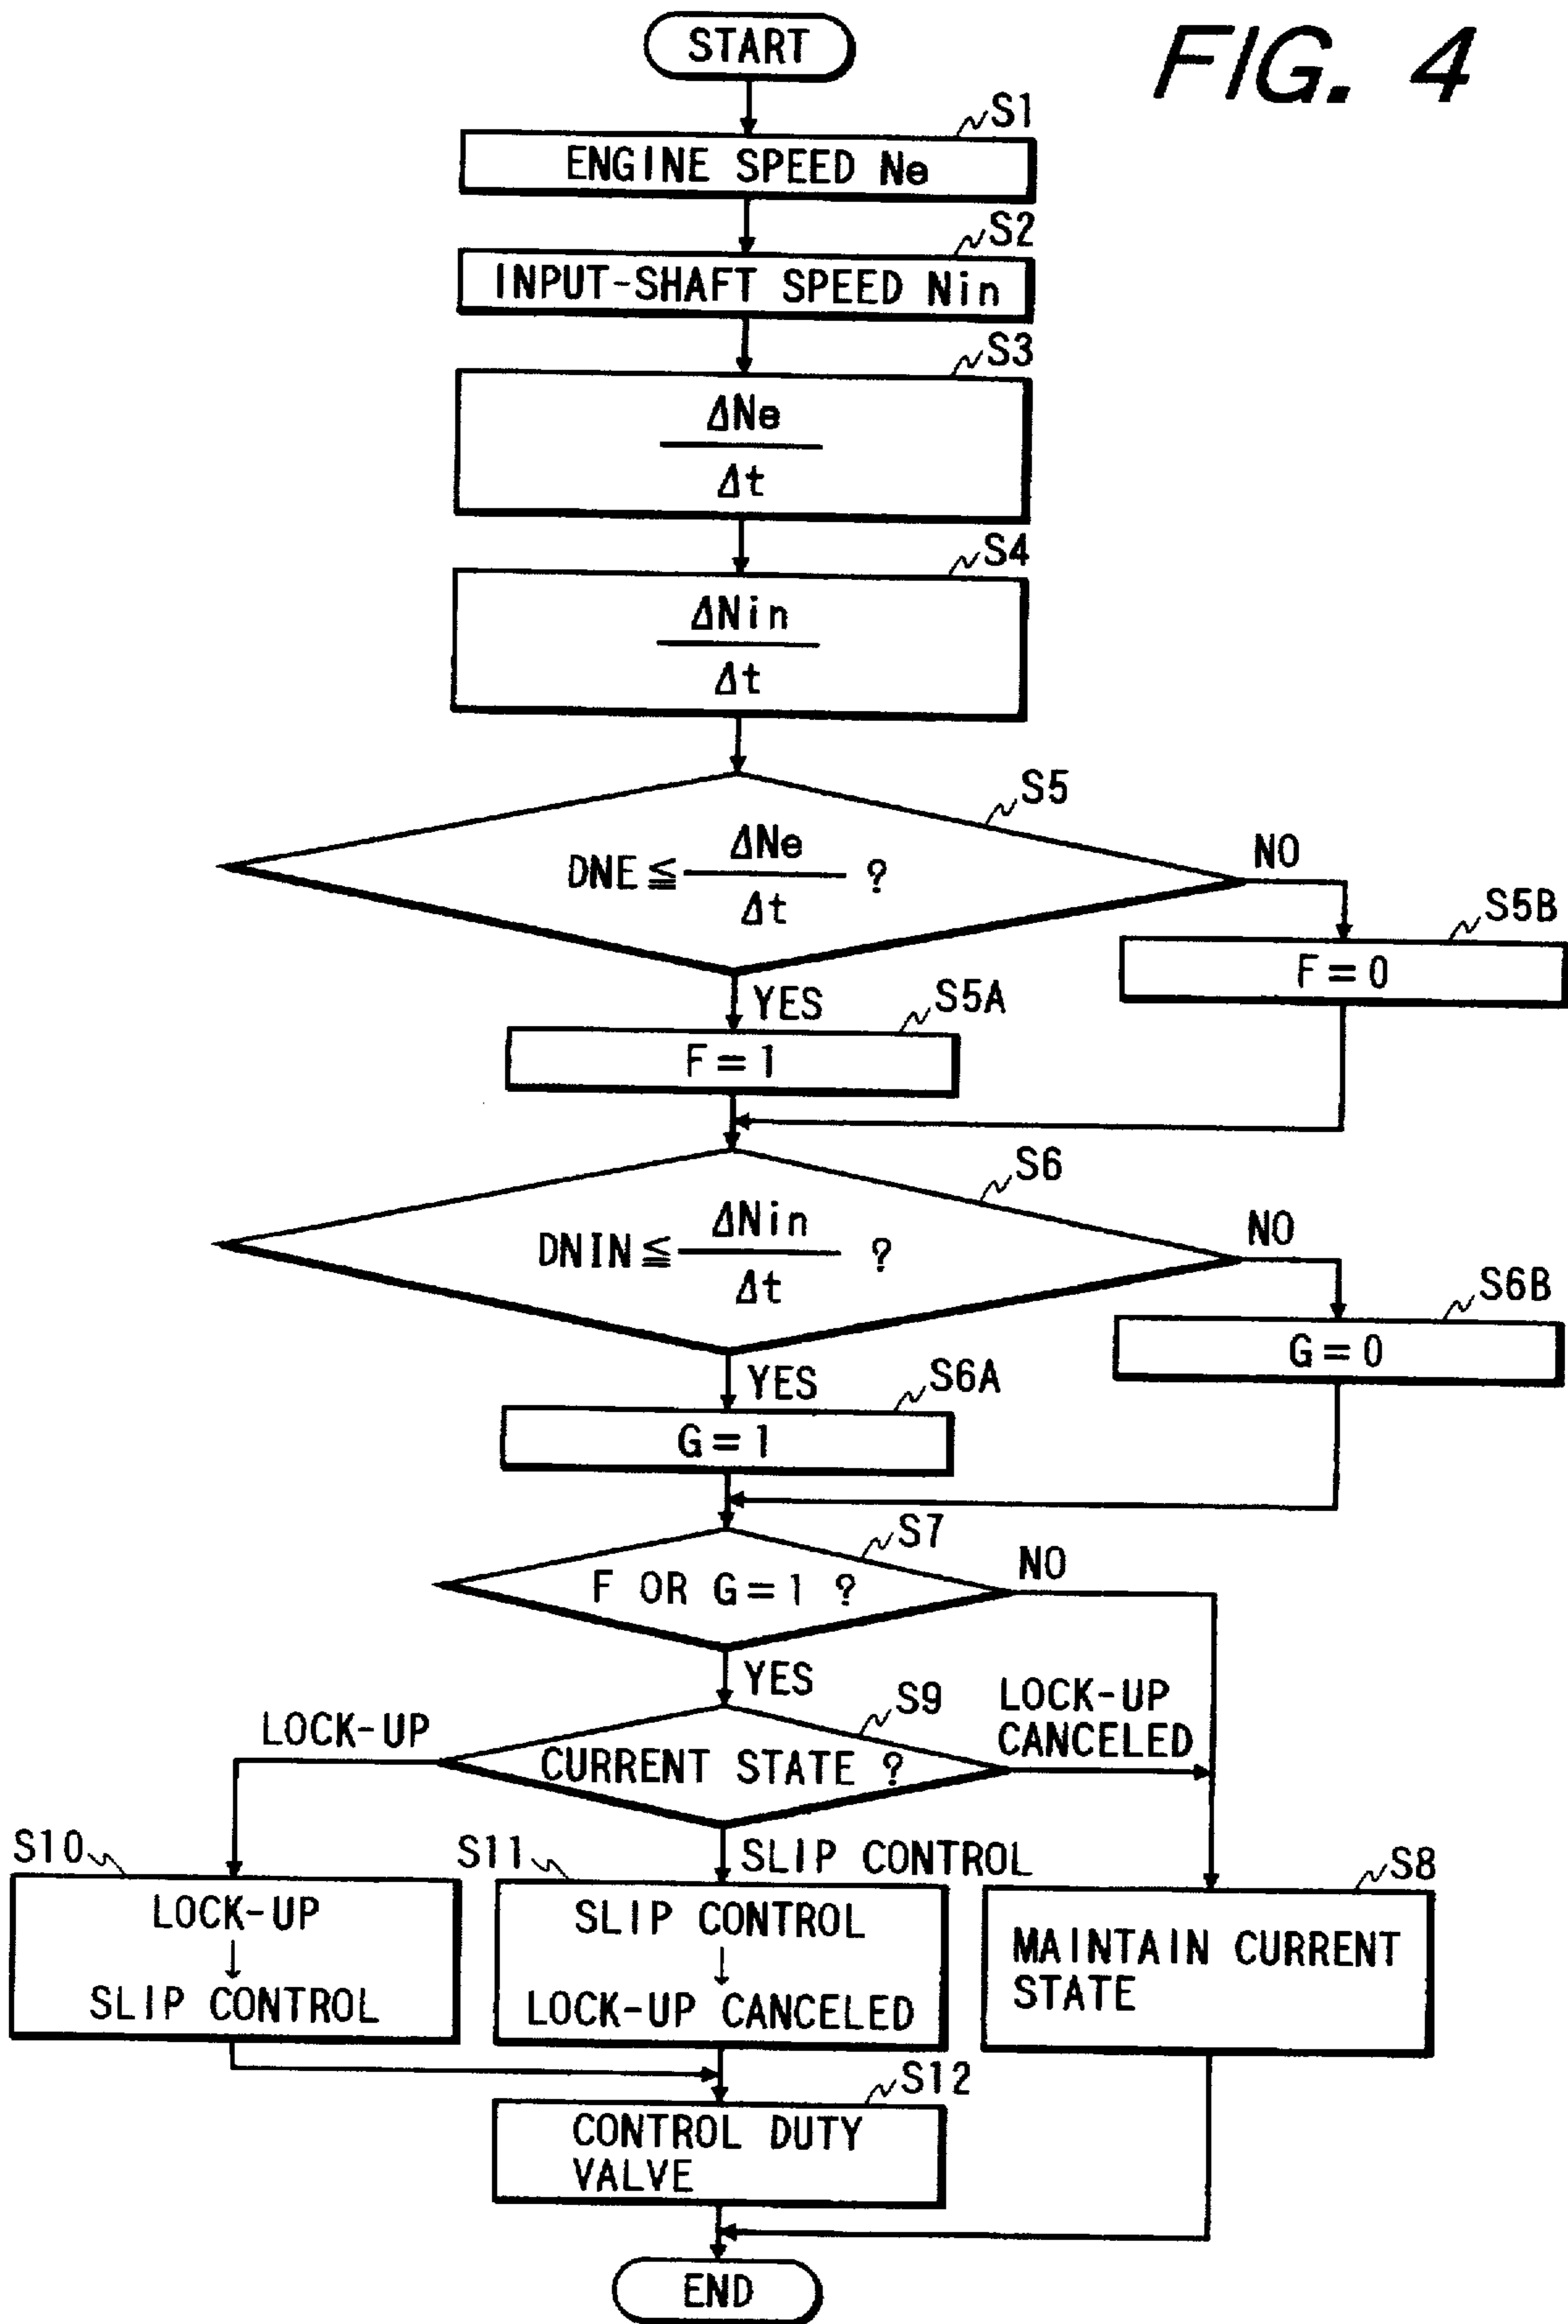 FIG. 4
START
S1
ENGINE SPEED Ne
S2
INPUT-SHAFT SPEED Nin
S3
ΔNe
Δt
S4
ΔNin
Δt
S5
DNE ≦ ΔNe / Δt ?
NO
S5B
F=0
YES
S5A
F=1
S6
DNIN ≦ ΔNin / Δt ?
NO
S6B
G=0
YES
S6A
G=1
S7
F OR G=1 ?
NO
YES
S9
CURRENT STATE ?
LOCK-UP
LOCK-UP
CANCELED
SLIP CONTROL
S10
LOCK-UP
↓
SLIP CONTROL
S11
SLIP CONTROL
↓
LOCK-UP CANCELED
S8
MAINTAIN CURRENT
STATE
S12
CONTROL DUTY
VALVE
END